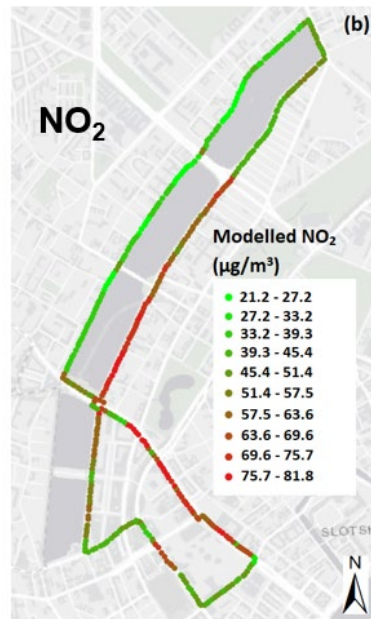 (b)
NO₂
Modelled NO₂
(µg/m³)
21.2 - 27.2
27.2 - 33.2
33.2 - 39.3
39.3 - 45.4
45.4 - 51.4
51.4 - 57.5
57.5 - 63.6
63.6 - 69.6
69.6 - 75.7
75.7 - 81.8
SLOTSH
N